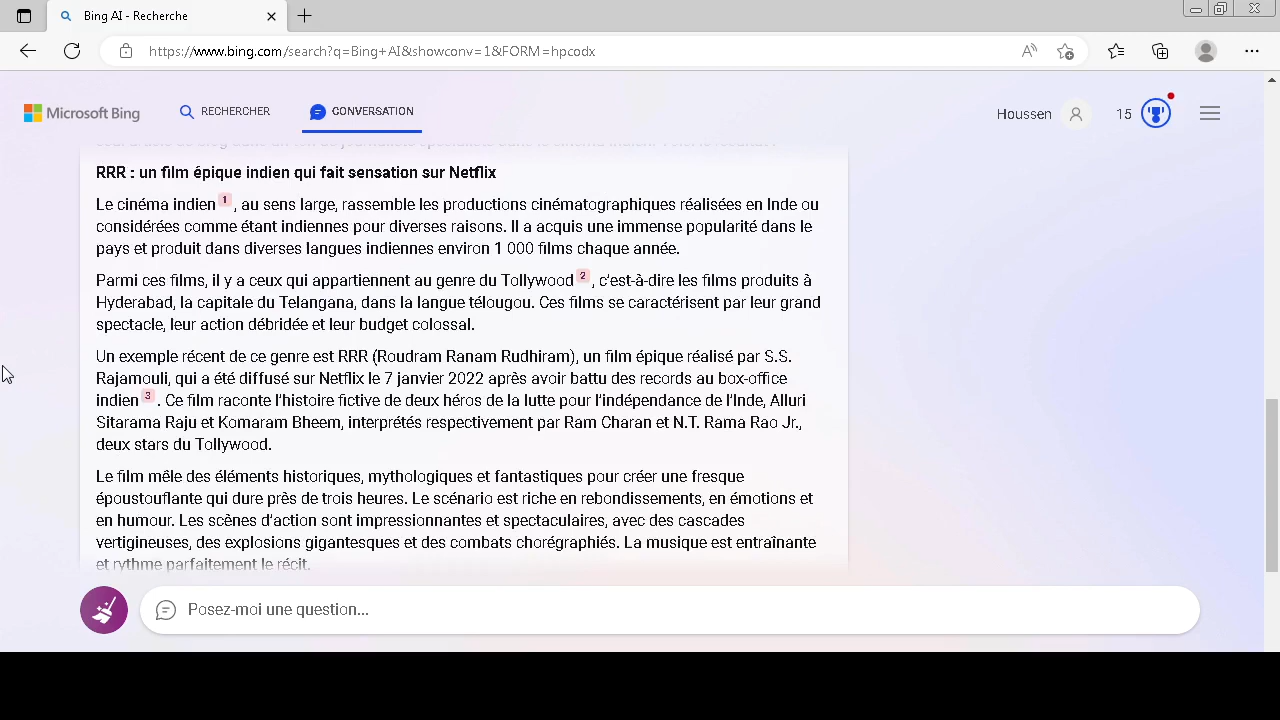 Bing AI - Recherche
https://www.bing.com/search?q=Bing+AI&showconv=1&FORM=hpcodx
Microsoft Bing
RECHERCHER
CONVERSATION
Houssen
15
RRR : un film épique indien qui fait sensation sur Netflix
Le cinéma indien 1, au sens large, rassemble les productions cinématographiques réalisées en Inde ou
considérées comme étant indiennes pour diverses raisons. Il a acquis une immense popularité dans le
pays et produit dans diverses langues indiennes environ 1 000 films chaque année.
Parmi ces films, il y a ceux qui appartiennent au genre du Tollywood 2, c'est-à-dire les films produits à
Hyderabad, la capitale du Telangana, dans la langue télougou. Ces films se caractérisent par leur grand
spectacle, leur action débridée et leur budget colossal.
Un exemple récent de ce genre est RRR (Roudram Ranam Rudhiram), un film épique réalisé par S.S.
Rajamouli, qui a été diffusé sur Netflix le 7 janvier 2022 après avoir battu des records au box-office
indien 3. Ce film raconte l'histoire fictive de deux héros de la lutte pour l'indépendance de l'Inde, Alluri
Sitarama Raju et Komaram Bheem, interprétés respectivement par Ram Charan et N.T. Rama Rao Jr.,
deux stars du Tollywood.
Le film mêle des éléments historiques, mythologiques et fantastiques pour créer une fresque
époustouflante qui dure près de trois heures. Le scénario est riche en rebondissements, en émotions et
en humour. Les scènes d'action sont impressionnantes et spectaculaires, avec des cascades
vertigineuses, des explosions gigantesques et des combats chorégraphiés. La musique est entraînante
et rythme parfaitement le récit.
Posez-moi une question...